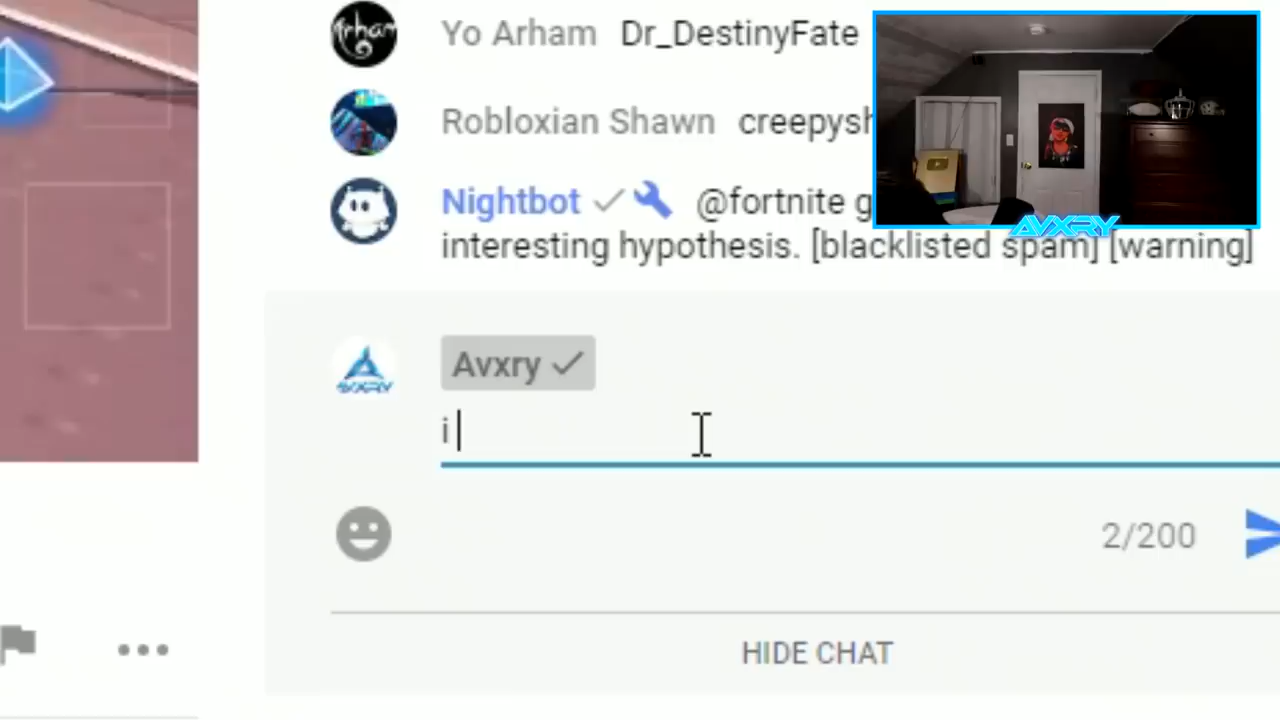 Yo Arham Dr_DestinyFate
Robloxian Shawn creepysh
Nightbot @fortnite g
interesting hypothesis. [blacklisted spam] [warning]
AVXRY
Avxry
AVXRY
i
2/200
HIDE CHAT